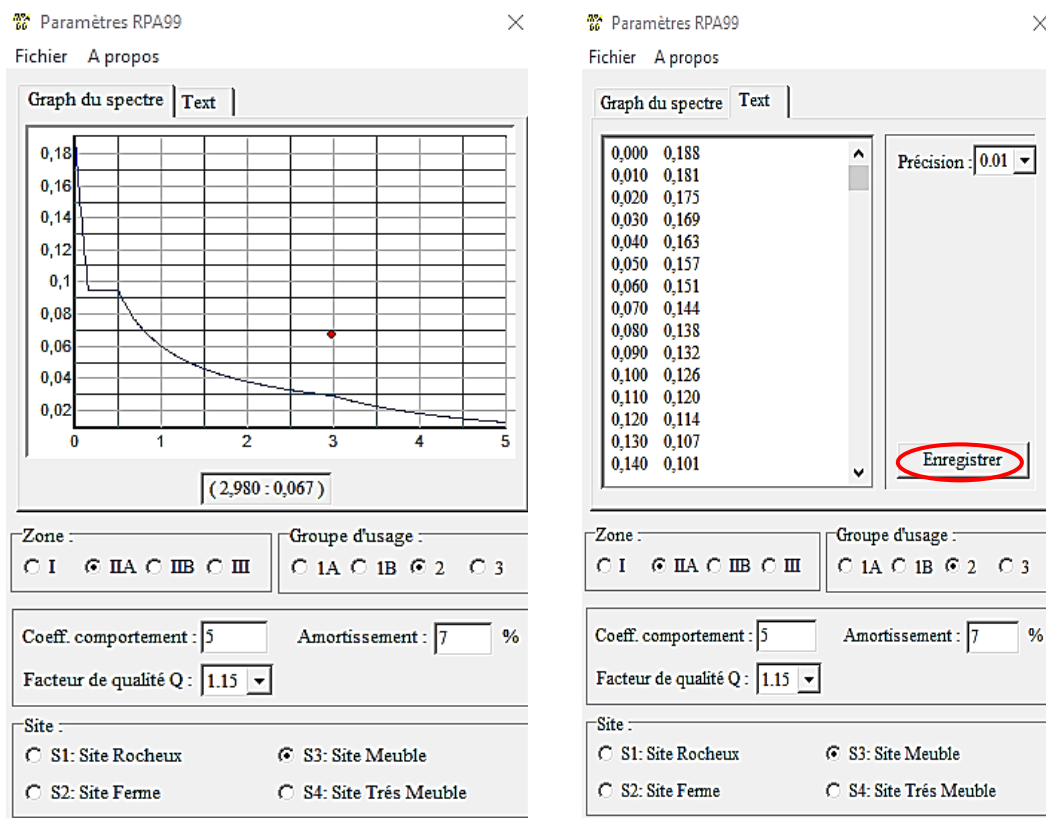 Paramètres RPA99
Fichier A propos
Graph du spectre Text
0,18
0,16
0,14
0,12
0,1
0,08
0,06
0,04
0,02
0 1 2 3 4 5
( 2,980 : 0,067 )
Zone :
I IIA IIB III
Groupe d'usage :
1A 1B 2 3
Coeff. comportement : 5 Amortissement : 7 %
Facteur de qualité Q : 1.15
Site :
S1: Site Rocheux S3: Site Meuble
S2: Site Ferme S4: Site Trés Meuble
Paramètres RPA99
Fichier A propos
Graph du spectre Text
0,000 0,188
0,010 0,181
0,020 0,175
0,030 0,169
0,040 0,163
0,050 0,157
0,060 0,151
0,070 0,144
0,080 0,138
0,090 0,132
0,100 0,126
0,110 0,120
0,120 0,114
0,130 0,107
0,140 0,101
Précision : 0.01
Enregistrer
Zone :
I IIA IIB III
Groupe d'usage :
1A 1B 2 3
Coeff. comportement : 5 Amortissement : 7 %
Facteur de qualité Q : 1.15
Site :
S1: Site Rocheux S3: Site Meuble
S2: Site Ferme S4: Site Trés Meuble